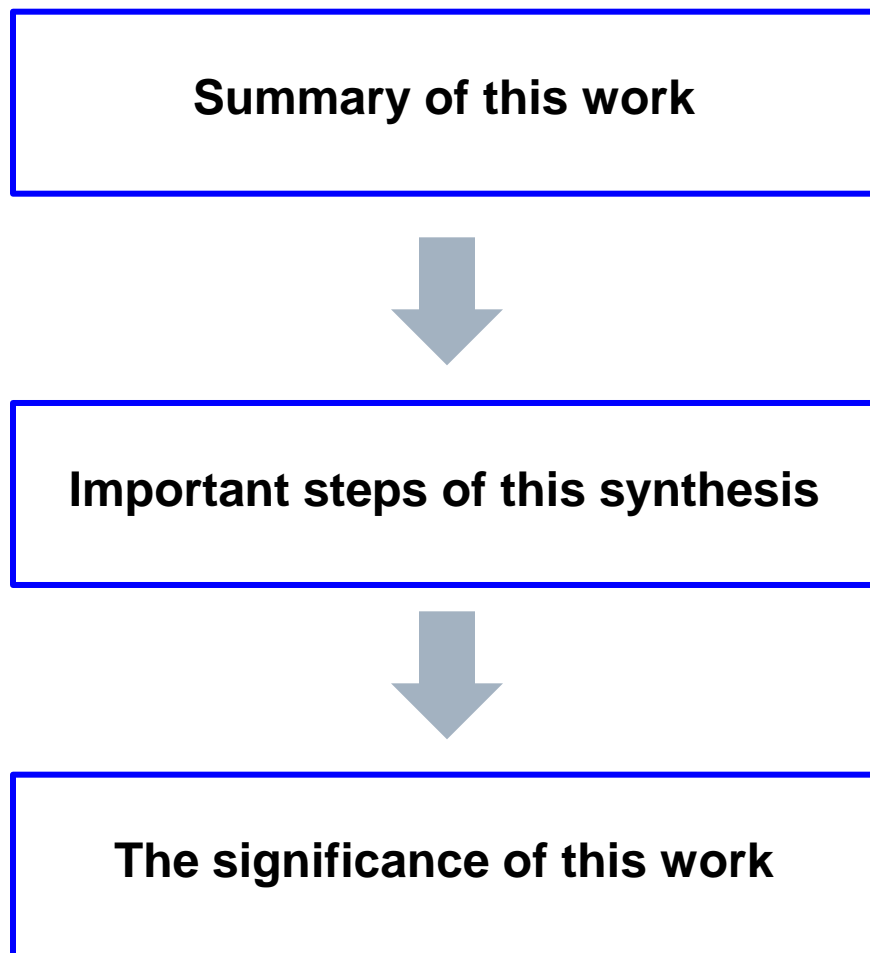 Summary of this work
Important steps of this synthesis
The significance of this work